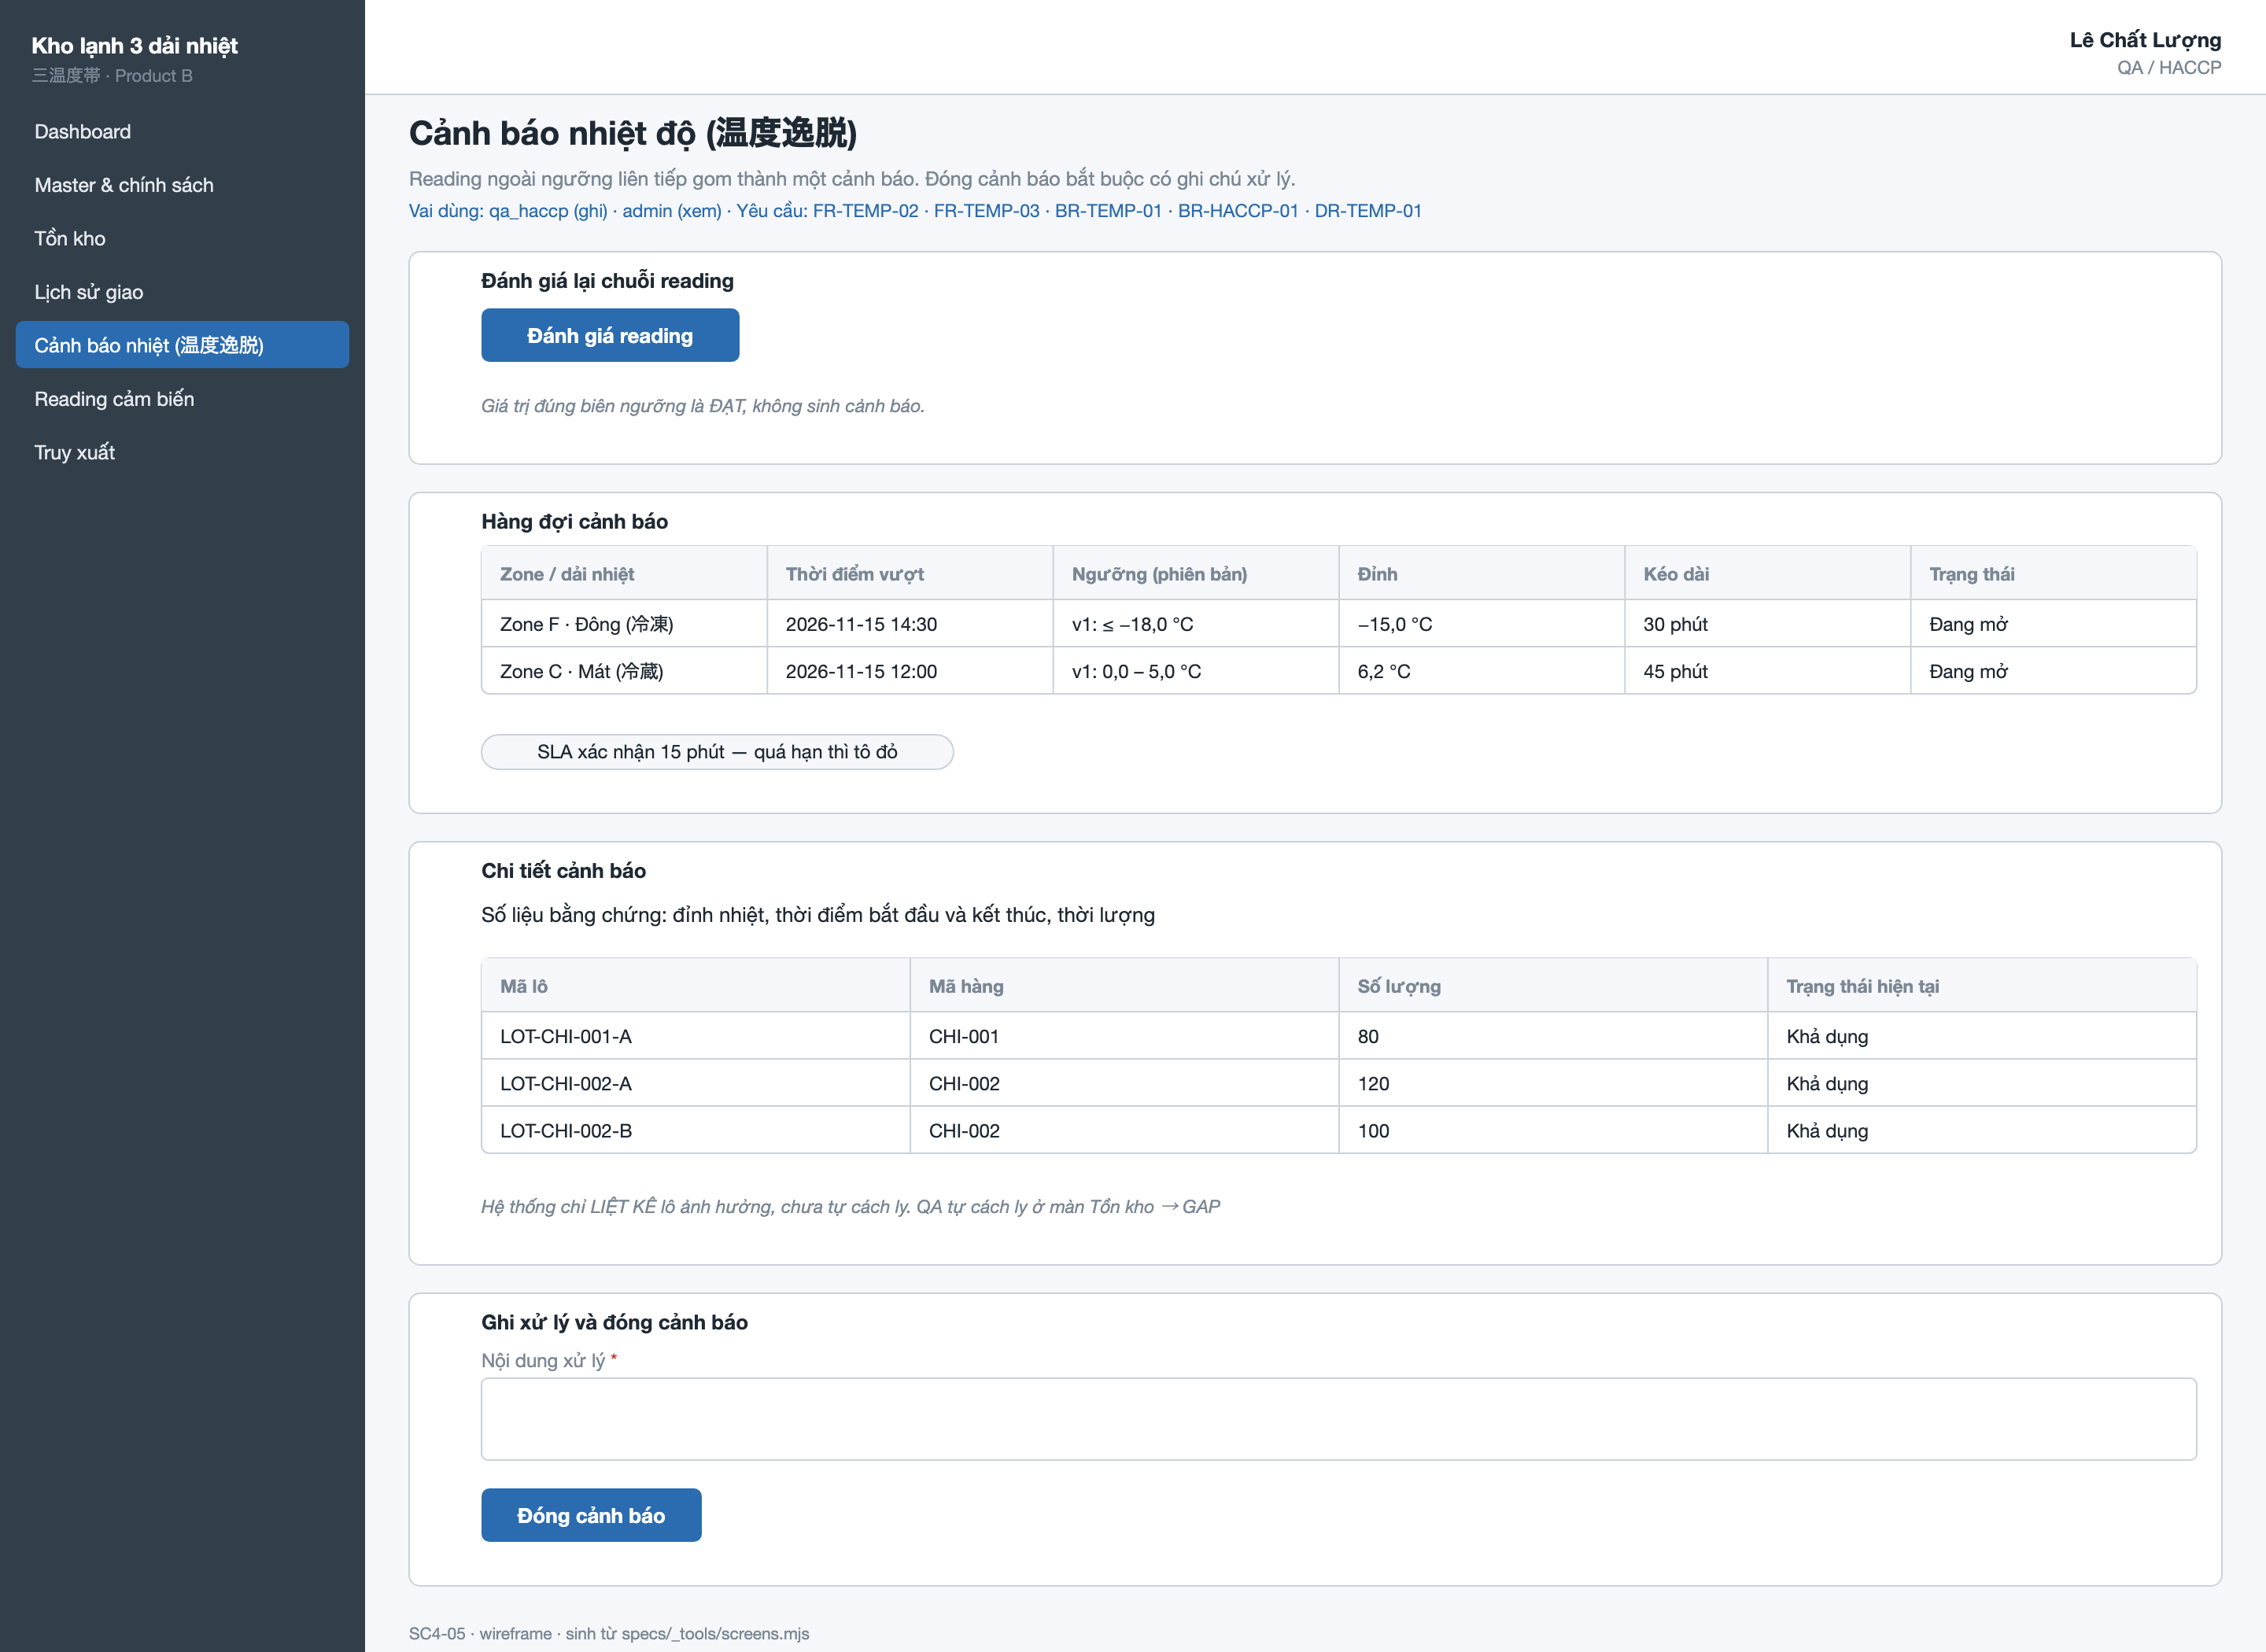 Kho lạnh 3 dải nhiệt
三温度帯 · Product B
Dashboard
Master & chính sách
Tồn kho
Lịch sử giao
Cảnh báo nhiệt (温度逸脱)
Reading cảm biến
Truy xuất
Lê Chất Lượng
QA / HACCP
Cảnh báo nhiệt độ (温度逸脱)
Reading ngoài ngưỡng liên tiếp gom thành một cảnh báo. Đóng cảnh báo bắt buộc có ghi chú xử lý.
Vai dùng: qa_haccp (ghi) · admin (xem) · Yêu cầu: FR-TEMP-02 · FR-TEMP-03 · BR-TEMP-01 · BR-HACCP-01 · DR-TEMP-01
Đánh giá lại chuỗi reading
Đánh giá reading
Giá trị đúng biên ngưỡng là ĐẠT, không sinh cảnh báo.
Hàng đợi cảnh báo
Zone / dải nhiệt Thời điểm vượt Ngưỡng (phiên bản) Đỉnh Kéo dài Trạng thái
Zone F · Đông (冷凍) 2026-11-15 14:30 v1: ≤ −18,0 °C −15,0 °C 30 phút Đang mở
Zone C · Mát (冷蔵) 2026-11-15 12:00 v1: 0,0 – 5,0 °C 6,2 °C 45 phút Đang mở
SLA xác nhận 15 phút — quá hạn thì tô đỏ
Chi tiết cảnh báo
Số liệu bằng chứng: đỉnh nhiệt, thời điểm bắt đầu và kết thúc, thời lượng
Mã lô Mã hàng Số lượng Trạng thái hiện tại
LOT-CHI-001-A CHI-001 80 Khả dụng
LOT-CHI-002-A CHI-002 120 Khả dụng
LOT-CHI-002-B CHI-002 100 Khả dụng
Hệ thống chỉ LIỆT KÊ lô ảnh hưởng, chưa tự cách ly. QA tự cách ly ở màn Tồn kho → GAP
Ghi xử lý và đóng cảnh báo
Nội dung xử lý *
Đóng cảnh báo
SC4-05 · wireframe · sinh từ specs/_tools/screens.mjs